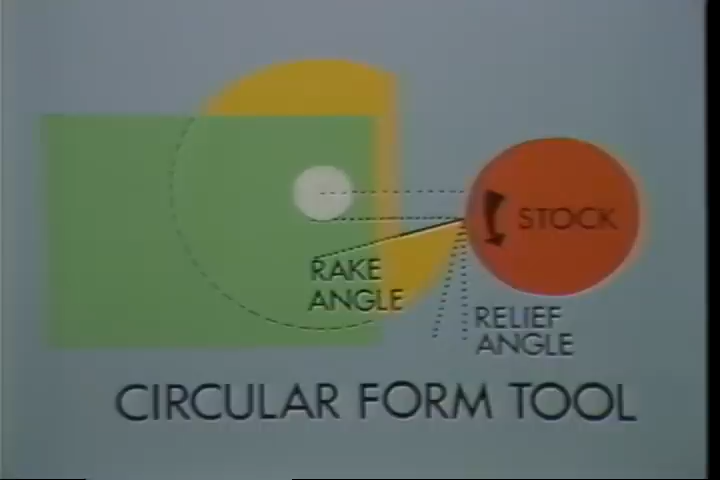 STOCK
RAKE
ANGLE
RELIEF
ANGLE
CIRCULAR FORM TOOL